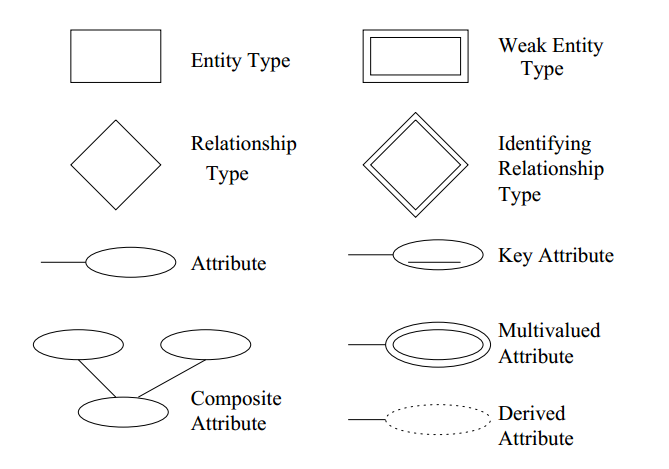 Entity Type
Weak Entity
Type
Relationship
Type
Identifying
Relationship
Type
Attribute
Key Attribute
Composite
Attribute
Multivalued
Attribute
Derived
Attribute